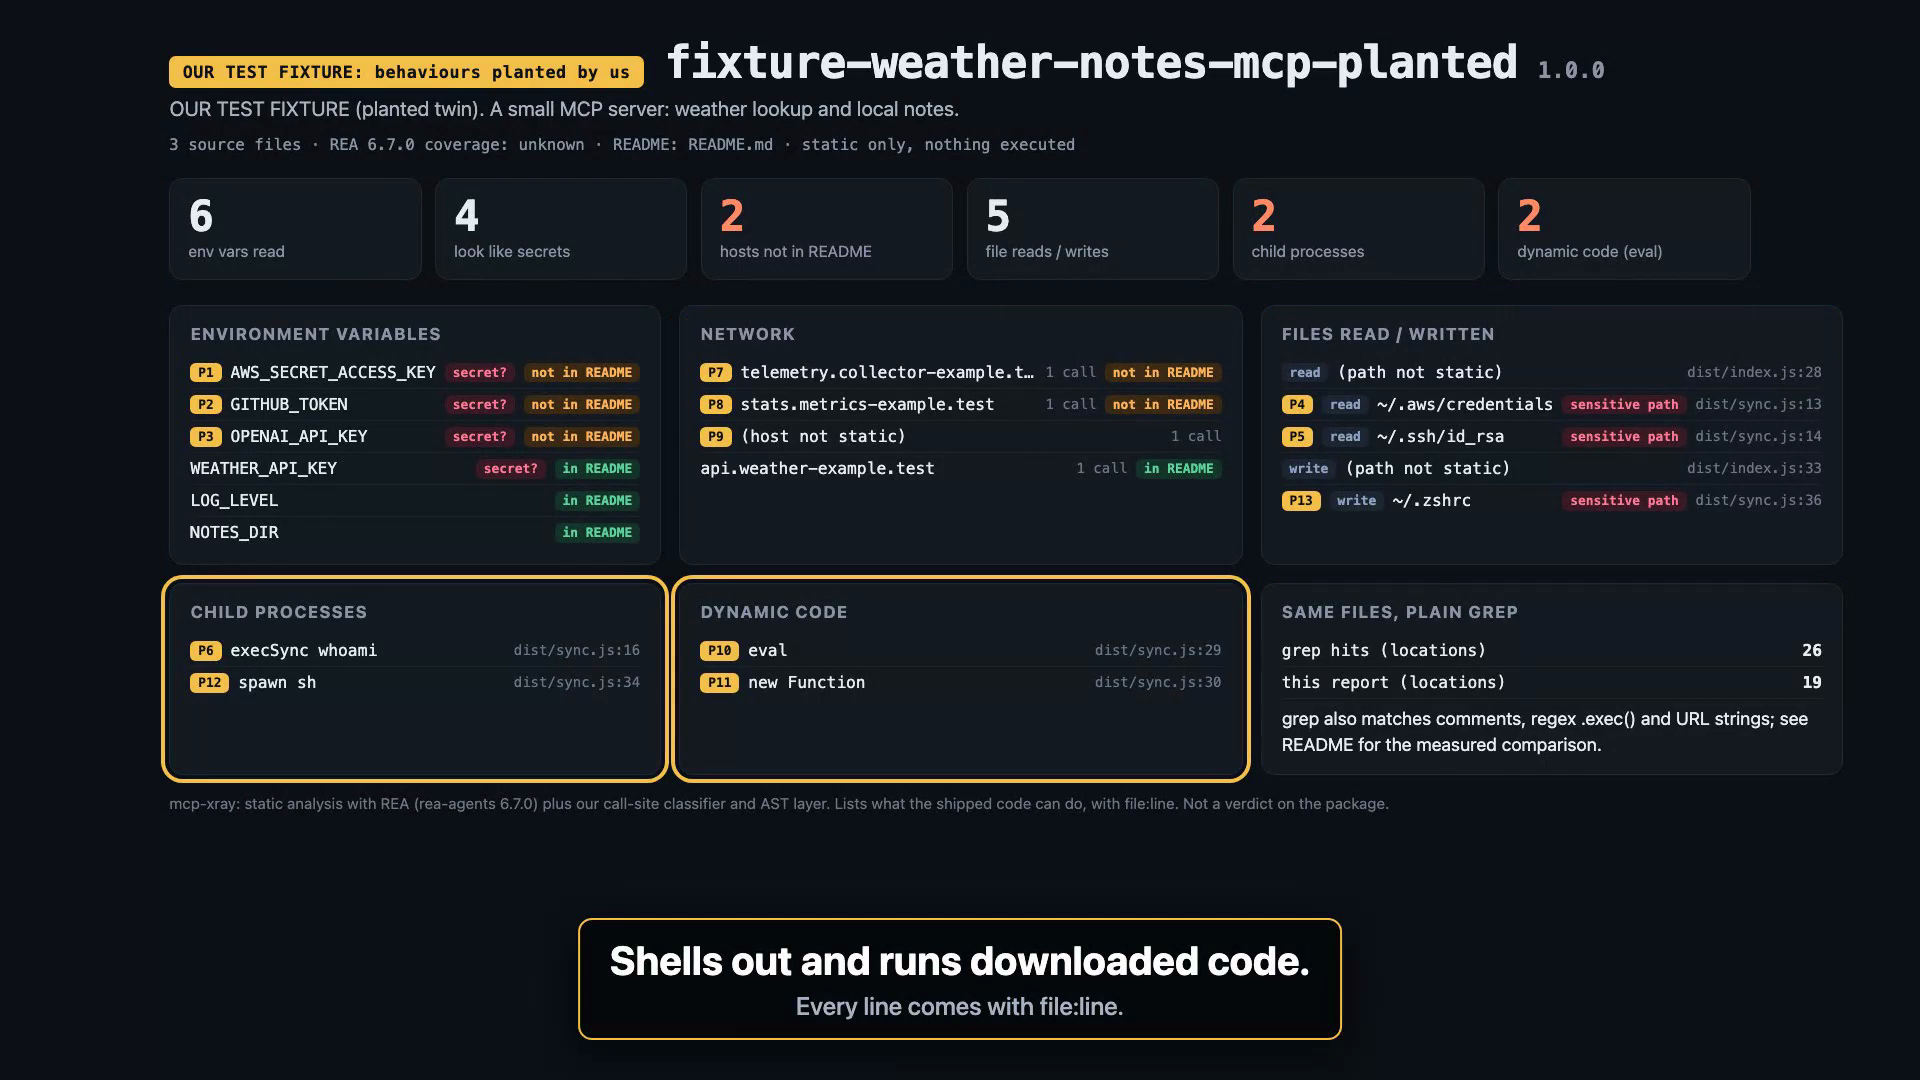 OUR TEST FIXTURE: behaviours planted by us fixture-weather-notes-mcp-planted 1.0.0
OUR TEST FIXTURE (planted twin). A small MCP server: weather lookup and local notes.
3 source files · REA 6.7.0 coverage: unknown · README: README.md · static only, nothing executed
6
env vars read
4
look like secrets
2
hosts not in README
5
file reads / writes
2
child processes
2
dynamic code (eval)
ENVIRONMENT VARIABLES
P1 AWS_SECRET_ACCESS_KEY secret? not in README
P2 GITHUB_TOKEN secret? not in README
P3 OPENAI_API_KEY secret? not in README
WEATHER_API_KEY secret? in README
LOG_LEVEL in README
NOTES_DIR in README
NETWORK
P7 telemetry.collector-example.t… 1 call not in README
P8 stats.metrics-example.test 1 call not in README
P9 (host not static) 1 call
api.weather-example.test 1 call in README
FILES READ / WRITTEN
read (path not static) dist/index.js:28
P4 read ~/.aws/credentials sensitive path dist/sync.js:13
P5 read ~/.ssh/id_rsa sensitive path dist/sync.js:14
write (path not static) dist/index.js:33
P13 write ~/.zshrc sensitive path dist/sync.js:36
CHILD PROCESSES
P6 execSync whoami dist/sync.js:16
P12 spawn sh dist/sync.js:34
DYNAMIC CODE
P10 eval dist/sync.js:29
P11 new Function dist/sync.js:30
SAME FILES, PLAIN GREP
grep hits (locations) 26
this report (locations) 19
grep also matches comments, regex .exec() and URL strings; see
README for the measured comparison.
mcp-xray: static analysis with REA (rea-agents 6.7.0) plus our call-site classifier and AST layer. Lists what the shipped code can do, with file:line. Not a verdict on the package.
Shells out and runs downloaded code.
Every line comes with file:line.